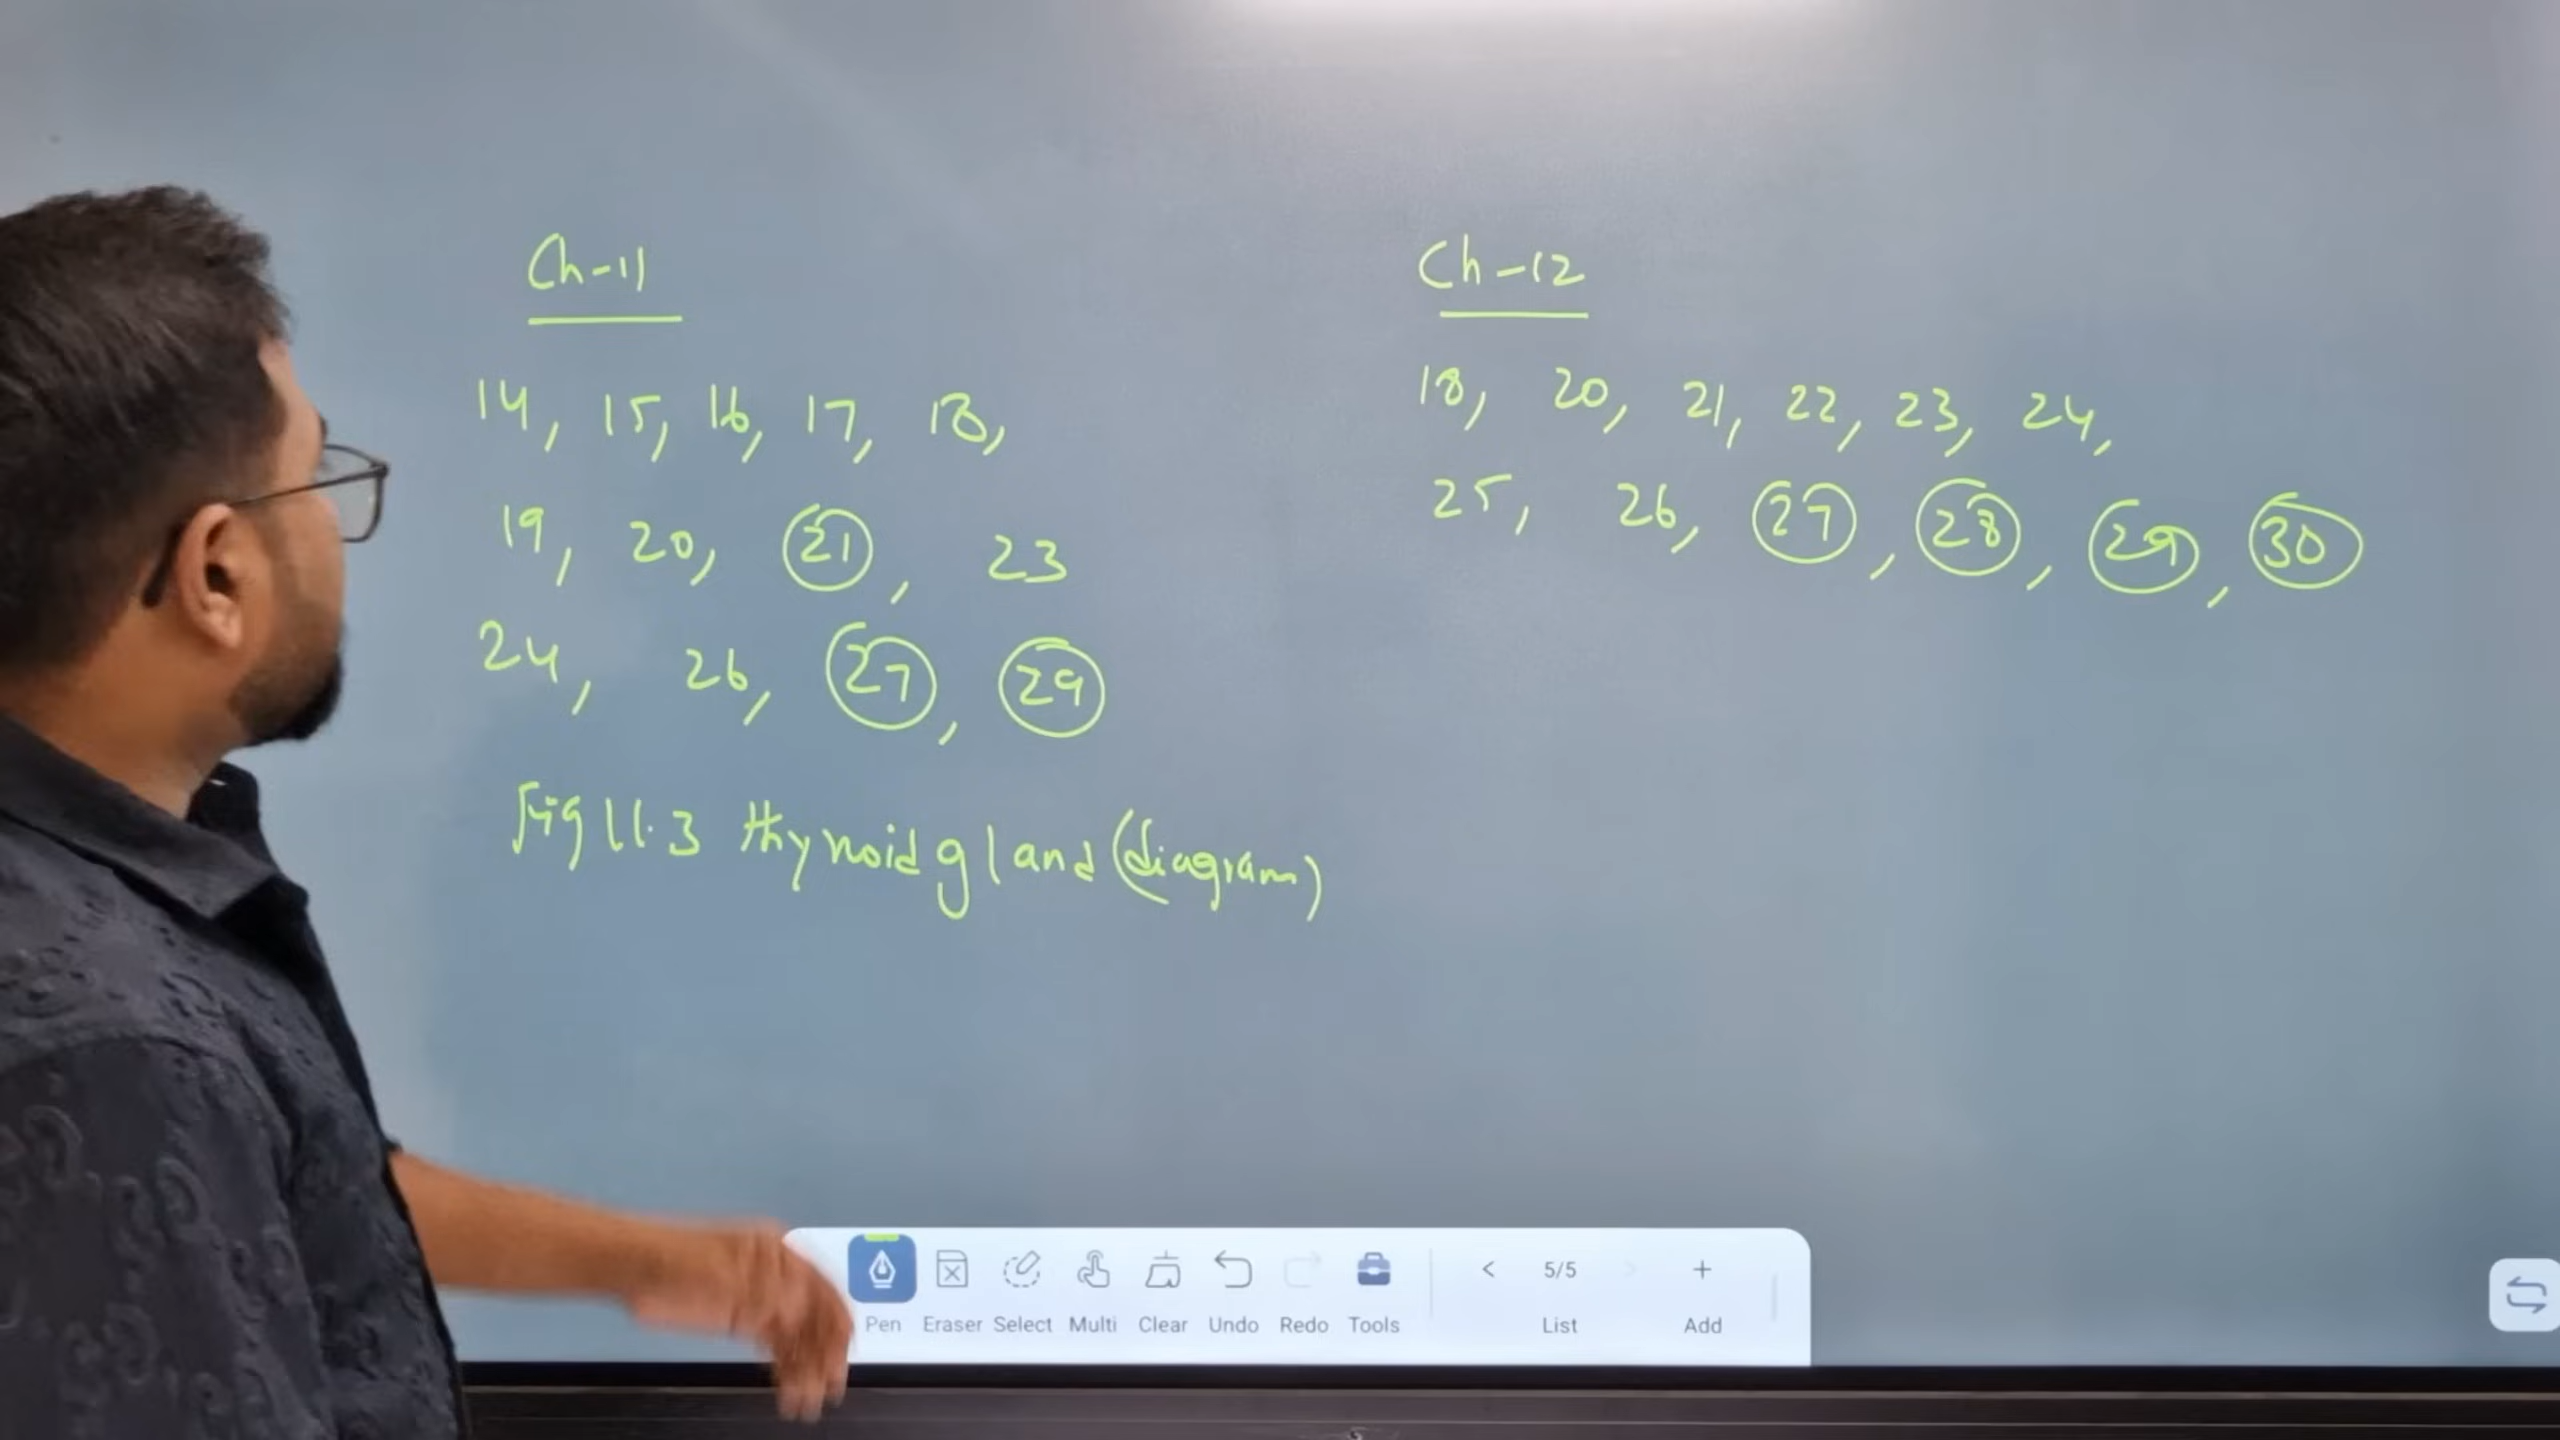 Ch-11
14, 15, 16, 17, 18,
19, 20, 21, 23
24, 26, 27, 29
Fig 11.3 thyroid gland (diagram)
Ch-12
18, 20, 21, 22, 23, 24,
25, 26, 27, 28, 29, 30
Pen Eraser Select Multi Clear Undo Redo Tools
5/5
List Add